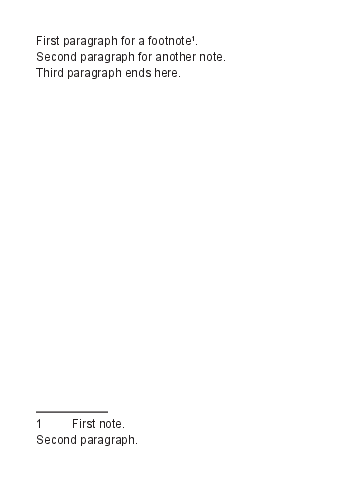 First paragraph for a footnote¹.
Second paragraph for another note.
Third paragraph ends here.
1 First note.
Second paragraph.